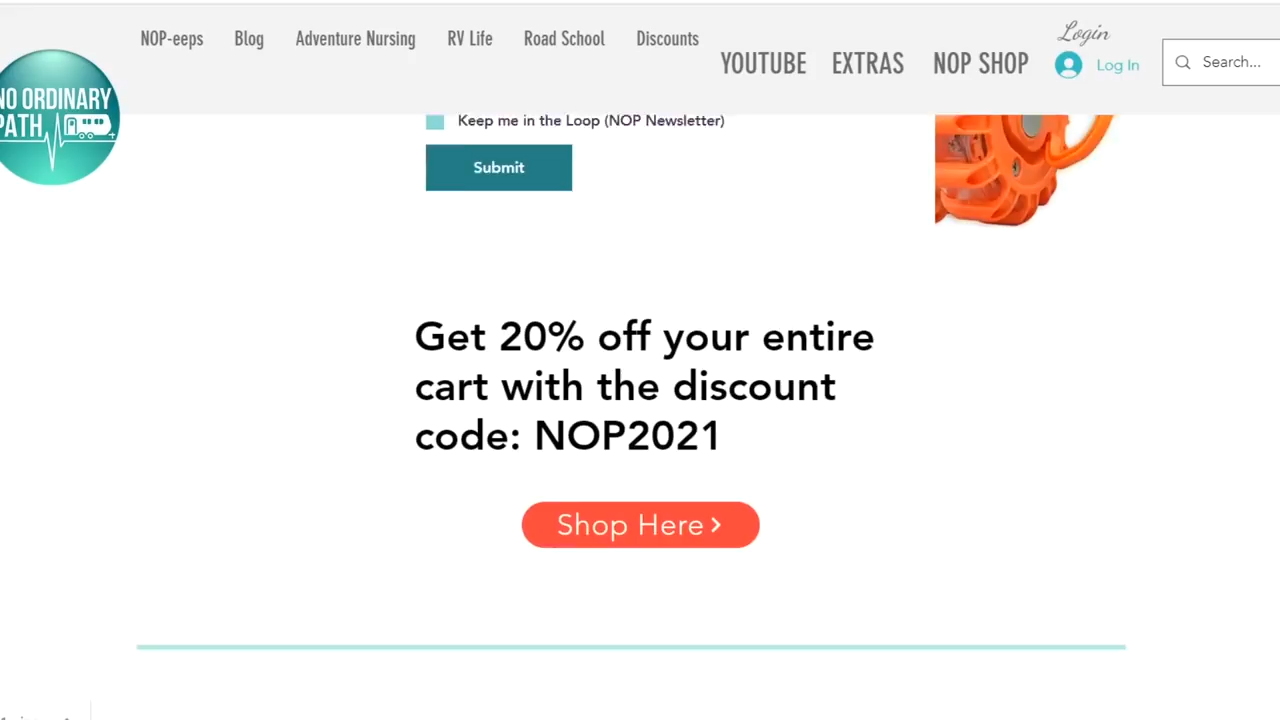 NOP-eeps Blog Adventure Nursing RV Life Road School Discounts
YOUTUBE EXTRAS NOP SHOP
Login
Log In
Search...
NO ORDINARY
PATH
Keep me in the Loop (NOP Newsletter)
Submit
Get 20% off your entire
cart with the discount
code: NOP2021
Shop Here